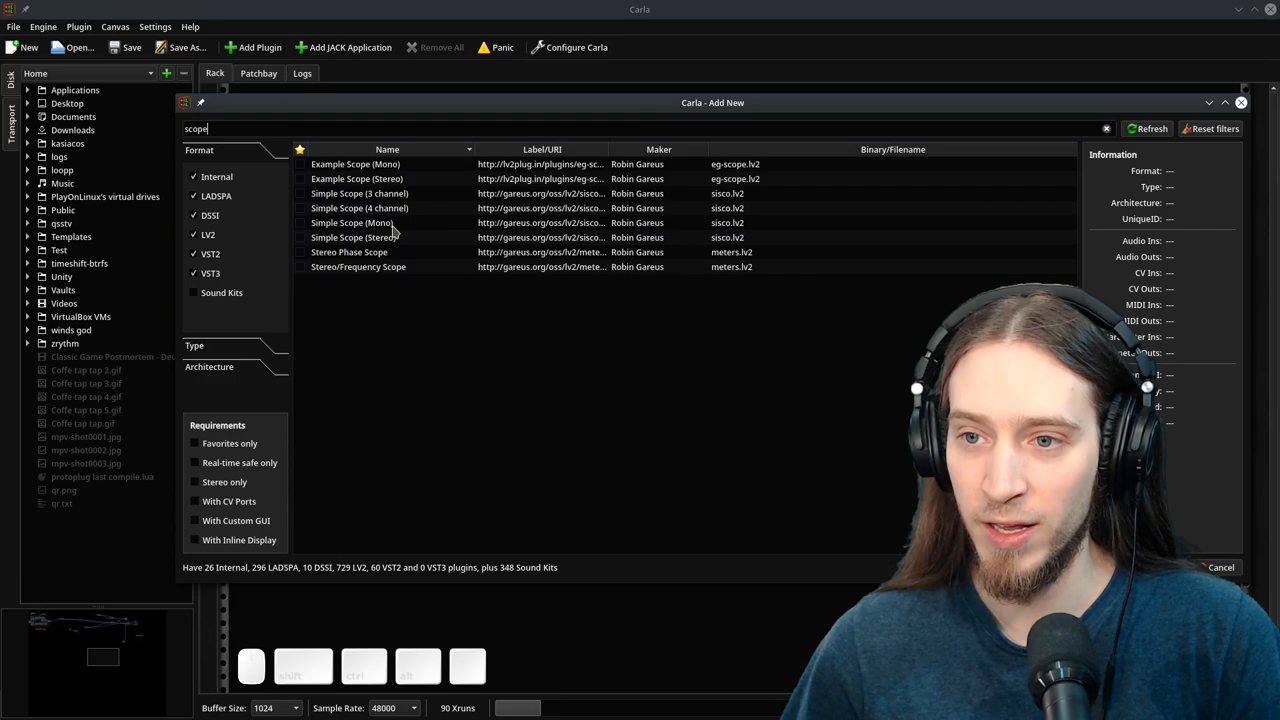 Carla
File Engine Plugin Canvas Settings Help
New Open... Save Save As... Add Plugin Add JACK Application Remove All Panic Configure Carla
Disk
Transport
Home
Rack Patchbay Logs
Applications
Desktop
Documents
Downloads
kasiacos
logs
loopp
Music
PlayOnLinux's virtual drives
Public
qsstv
Templates
Test
timeshift-btrfs
Unity
Vaults
Videos
VirtualBox VMs
winds god
zrythm
Classic Game Postmortem - De
Coffe tap tap 2.gif
Coffe tap tap 3.gif
Coffe tap tap 4.gif
Coffe tap tap 5.gif
Coffe tap tap.gif
mpv-shot0001.jpg
mpv-shot0002.jpg
mpv-shot0003.jpg
protoplug last compile.lua
qr.png
qr.txt
Carla - Add New
scope
Refresh Reset filters
Format
Internal
LADSPA
DSSI
LV2
VST2
VST3
Sound Kits
Type
Architecture
Requirements
Favorites only
Real-time safe only
Stereo only
With CV Ports
With Custom GUI
With Inline Display
Name Label/URI Maker Binary/Filename
Example Scope (Mono) http://lv2plug.in/plugins/eg-sc... Robin Gareus eg-scope.lv2
Example Scope (Stereo) http://lv2plug.in/plugins/eg-sc... Robin Gareus eg-scope.lv2
Simple Scope (3 channel) http://gareus.org/oss/lv2/sisco... Robin Gareus sisco.lv2
Simple Scope (4 channel) http://gareus.org/oss/lv2/sisco... Robin Gareus sisco.lv2
Simple Scope (Mono) http://gareus.org/oss/lv2/sisco... Robin Gareus sisco.lv2
Simple Scope (Stereo) http://gareus.org/oss/lv2/sisco... Robin Gareus sisco.lv2
Stereo Phase Scope http://gareus.org/oss/lv2/mete... Robin Gareus meters.lv2
Stereo/Frequency Scope http://gareus.org/oss/lv2/mete... Robin Gareus meters.lv2
Information
Format: ---
Type: ---
Architecture: ---
UniqueID: ---
Audio Ins: ---
Audio Outs: ---
CV Ins: ---
CV Outs: ---
MIDI Ins: ---
MIDI Outs: ---
Ins: ---
Outs: ---
---
---
---
---
Have 26 Internal, 296 LADSPA, 10 DSSI, 729 LV2, 60 VST2 and 0 VST3 plugins, plus 348 Sound Kits
Cancel
shift ctrl alt
Buffer Size: 1024 Sample Rate: 48000 90 Xruns